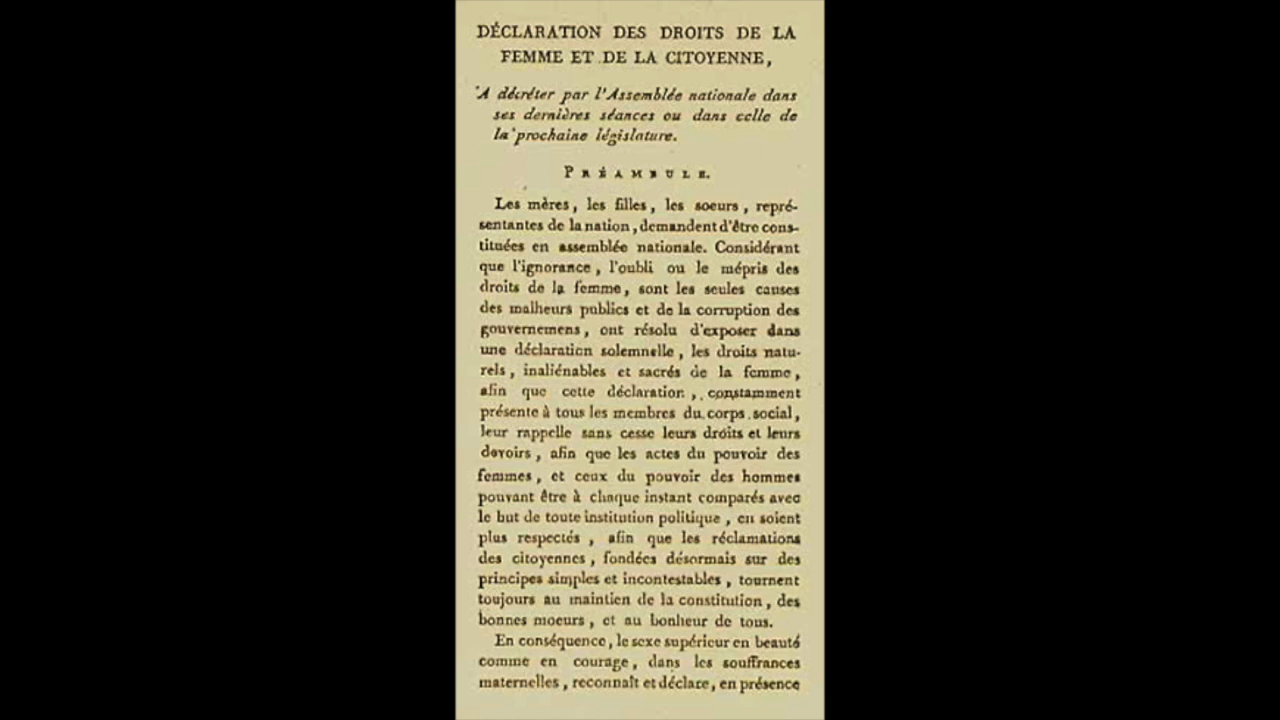 DÉCLARATION DES DROITS DE LA
FEMME ET DE LA CITOYENNE,
A décréter par l'Assemblée nationale dans
ses dernières séances ou dans celle de
la prochaine législature.
PRÉAMBULE.
Les mères, les filles, les soeurs, repré-
sentantes de la nation, demandent d'être cons-
tituées en assemblée nationale. Considérant
que l'ignorance, l'oubli ou le mépris des
droits de la femme, sont les seules causes
des malheurs publics et de la corruption des
gouvernemens, ont résolu d'exposer dans
une déclaration solemnelle, les droits natu-
rels, inaliénables et sacrés de la femme,
afin que cette déclaration, constamment
présente à tous les membres du corps social,
leur rappelle sans cesse leurs droits et leurs
devoirs, afin que les actes du pouvoir des
femmes, et ceux du pouvoir des hommes
pouvant être à chaque instant comparés avec
le but de toute institution politique, en soient
plus respectés, afin que les réclamations
des citoyennes, fondées désormais sur des
principes simples et incontestables, tournent
toujours au maintien de la constitution, des
bonnes moeurs, et au bonheur de tous.
En conséquence, le sexe supérieur en beauté
comme en courage, dans les souffrances
maternelles, reconnaît et déclare, en présence